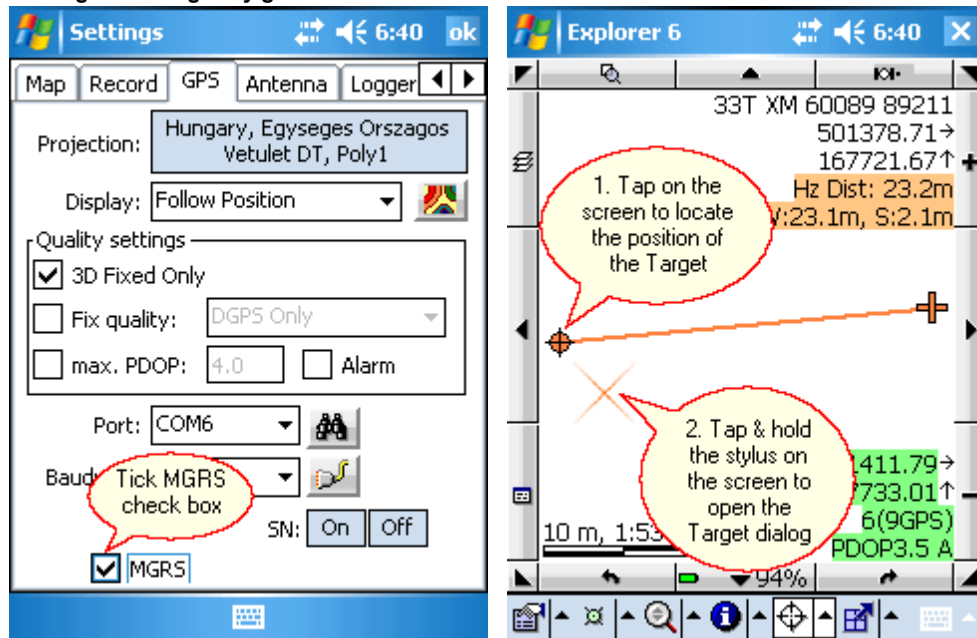 Settings 6:40 ok
Map Record GPS Antenna Logger
Projection: Hungary, Egyseges Orszagos
Vetulet DT, Poly1
Display: Follow Position
Quality settings
3D Fixed Only
Fix quality: DGPS Only
max. PDOP: 4.0 Alarm
Port: COM6
Baud
Tick MGRS
check box
SN: On Off
MGRS
Explorer 6 6:40
33T XM 60089 89211
501378.71→
167721.67↑
Hz Dist: 23.2m
:23.1m, S:2.1m
1. Tap on the
screen to locate
the position of
the Target
2. Tap & hold
the stylus on
the screen to
open the
Target dialog
411.79→
733.01↑
6(9GPS)
PDOP3.5 A
10 m, 1:53
94%